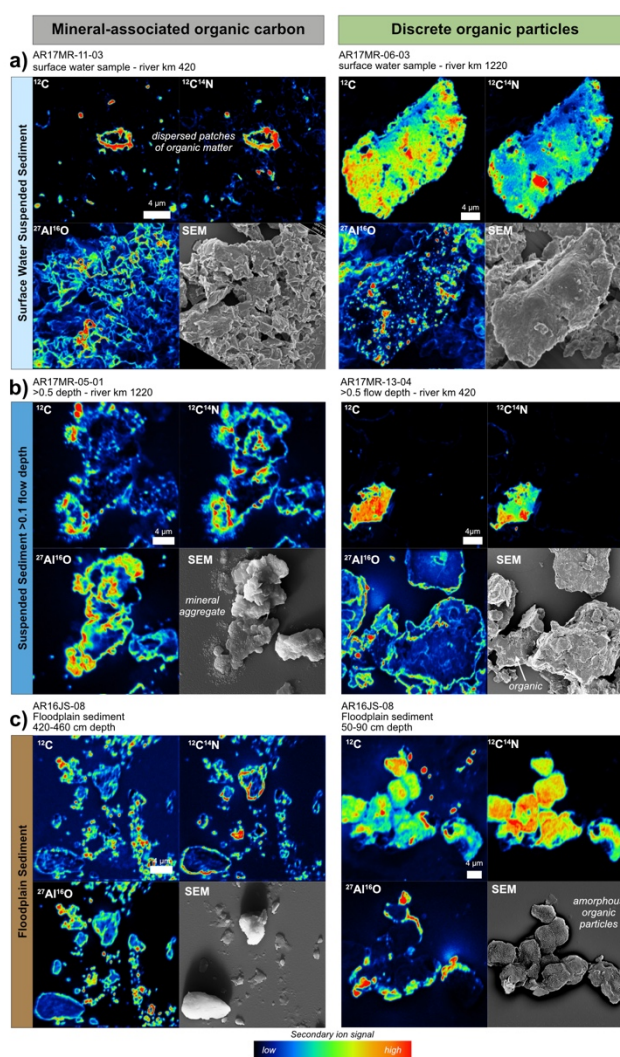 Mineral-associated organic carbon
Discrete organic particles
a)
Surface Water Suspended Sediment
AR17MR-11-03
surface water sample - river km 420
¹²C
¹²C¹⁴N
dispersed patches
of organic matter
4 µm
²⁷Al¹⁶O
SEM
AR17MR-06-03
surface water sample - river km 1220
¹²C
¹²C¹⁴N
4 µm
²⁷Al¹⁶O
SEM
b)
Suspended Sediment >0.1 flow depth
AR17MR-05-01
>0.5 depth - river km 1220
¹²C
¹²C¹⁴N
4 µm
²⁷Al¹⁶O
SEM
mineral
aggregate
AR17MR-13-04
>0.5 flow depth - river km 420
¹²C
¹²C¹⁴N
4 µm
²⁷Al¹⁶O
SEM
organic
c)
Floodplain Sediment
AR16JS-08
Floodplain sediment
420-460 cm depth
¹²C
¹²C¹⁴N
4 µm
²⁷Al¹⁶O
SEM
AR16JS-08
Floodplain sediment
50-90 cm depth
¹²C
¹²C¹⁴N
4 µm
²⁷Al¹⁶O
SEM
amorphous
organic
particles
Secondary ion signal
low
high